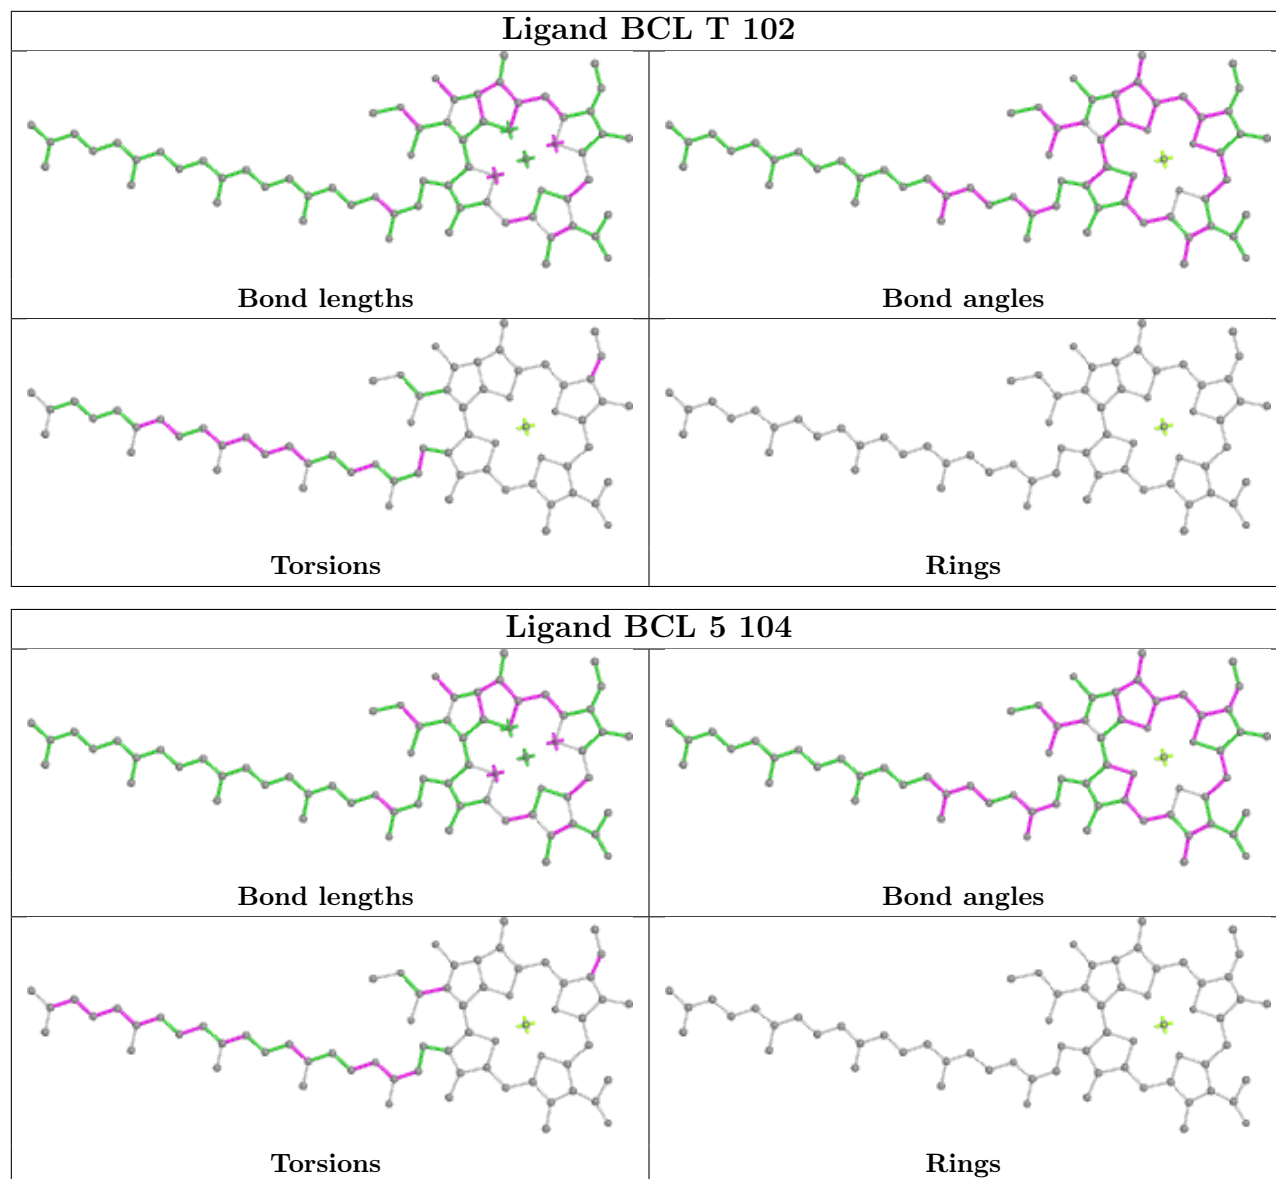 Ligand BCL T 102
Bond lengths
Bond angles
Torsions
Rings
Ligand BCL 5 104
Bond lengths
Bond angles
Torsions
Rings